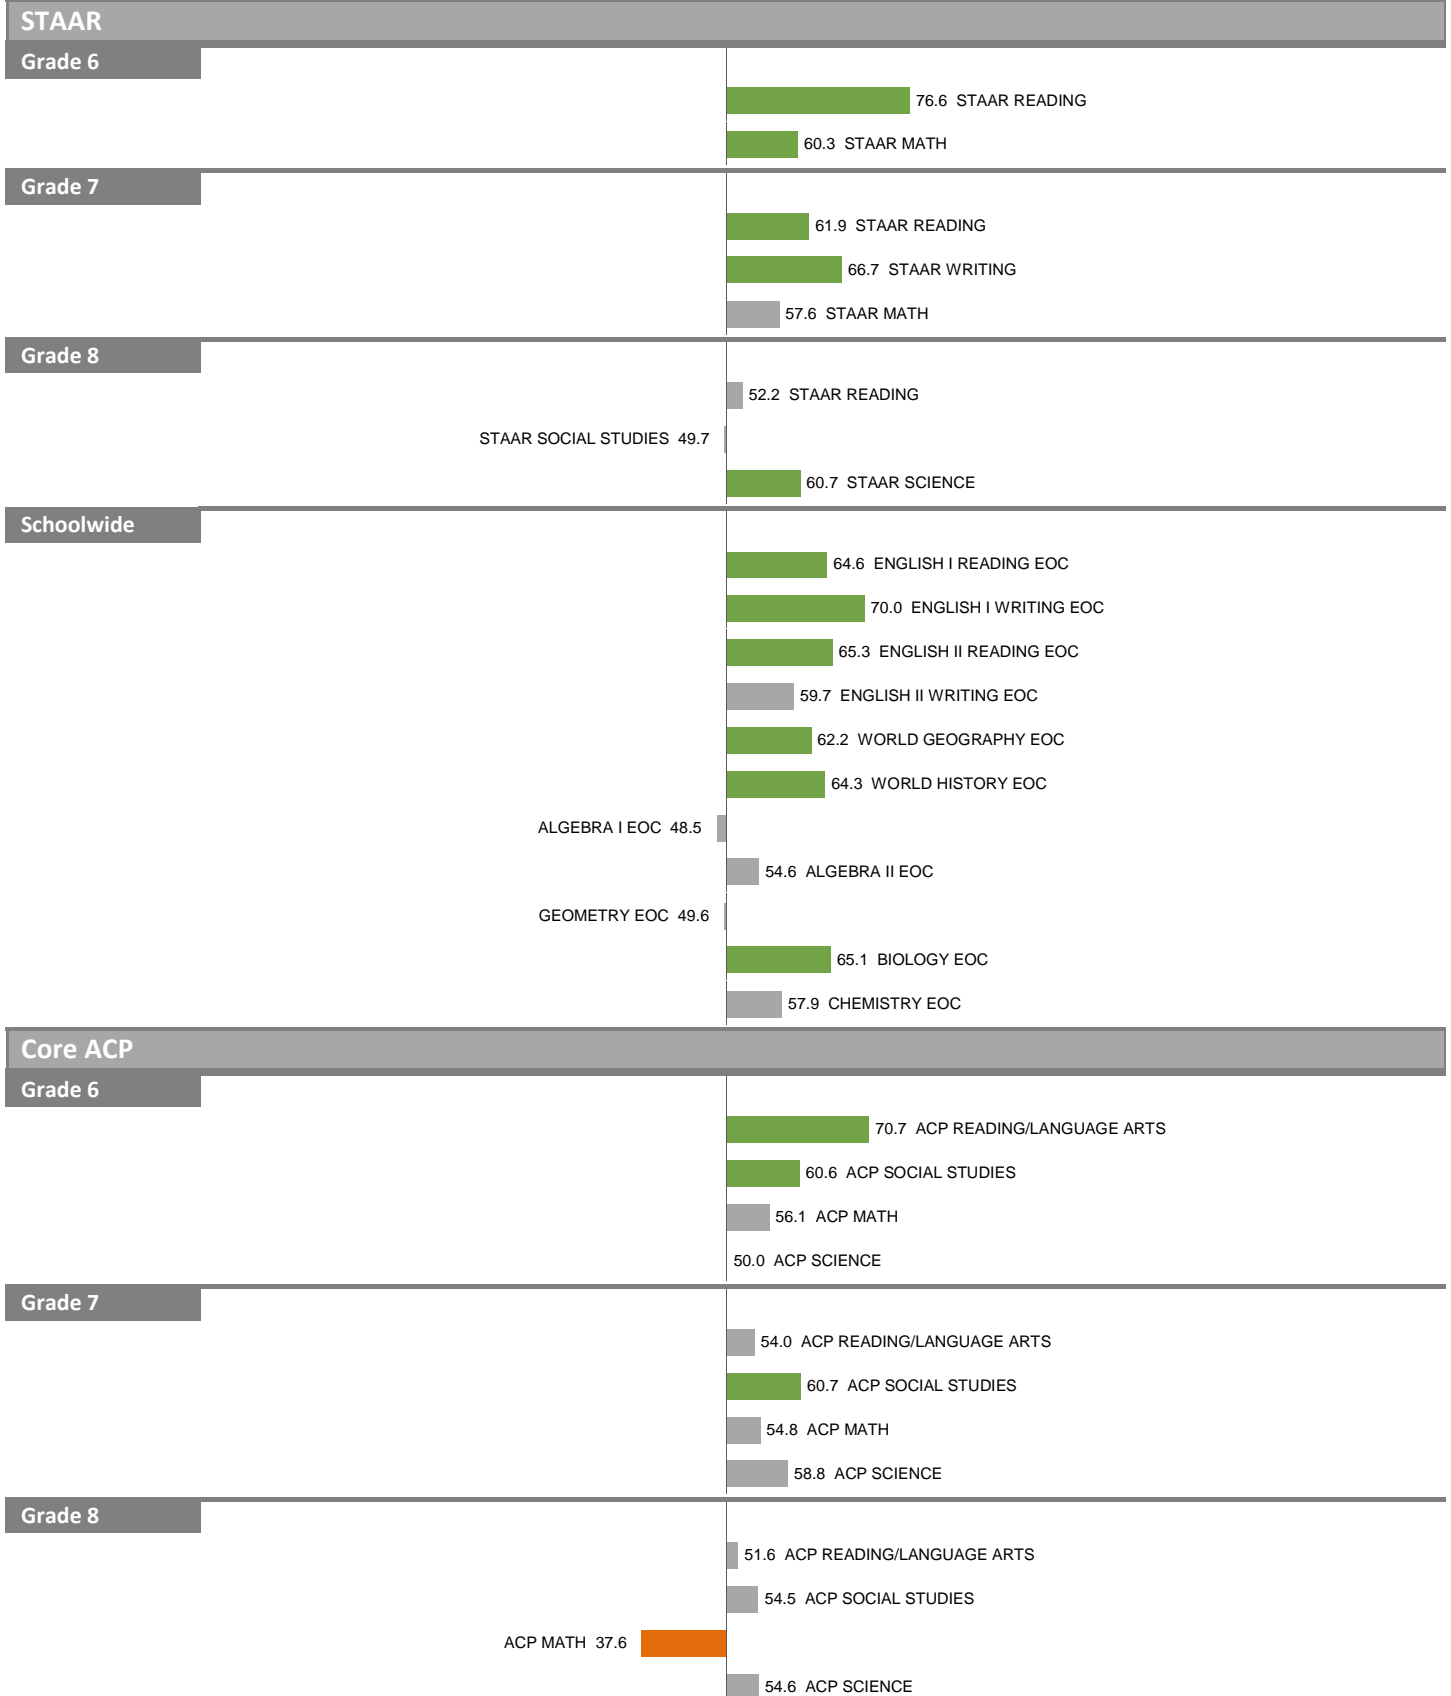 STAAR
Grade 6
76.6 STAAR READING
60.3 STAAR MATH
Grade 7
61.9 STAAR READING
66.7 STAAR WRITING
57.6 STAAR MATH
Grade 8
52.2 STAAR READING
STAAR SOCIAL STUDIES 49.7
60.7 STAAR SCIENCE
Schoolwide
64.6 ENGLISH I READING EOC
70.0 ENGLISH I WRITING EOC
65.3 ENGLISH II READING EOC
59.7 ENGLISH II WRITING EOC
62.2 WORLD GEOGRAPHY EOC
64.3 WORLD HISTORY EOC
ALGEBRA I EOC 48.5
54.6 ALGEBRA II EOC
GEOMETRY EOC 49.6
65.1 BIOLOGY EOC
57.9 CHEMISTRY EOC
Core ACP
Grade 6
70.7 ACP READING/LANGUAGE ARTS
60.6 ACP SOCIAL STUDIES
56.1 ACP MATH
50.0 ACP SCIENCE
Grade 7
54.0 ACP READING/LANGUAGE ARTS
60.7 ACP SOCIAL STUDIES
54.8 ACP MATH
58.8 ACP SCIENCE
Grade 8
51.6 ACP READING/LANGUAGE ARTS
54.5 ACP SOCIAL STUDIES
ACP MATH 37.6
54.6 ACP SCIENCE